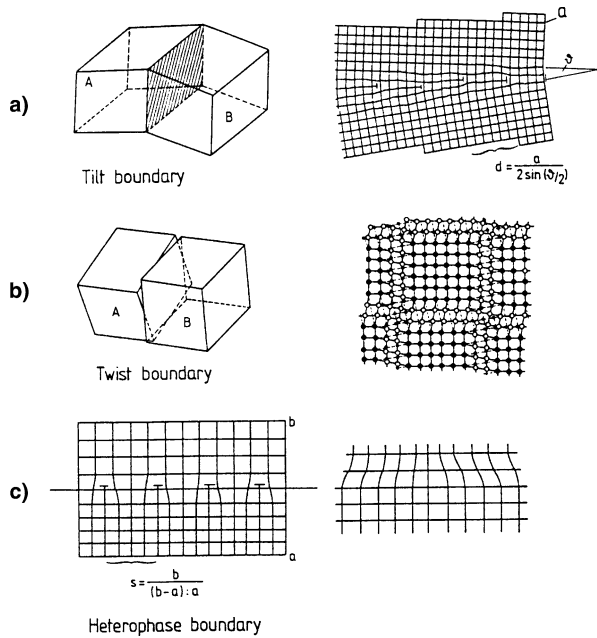 a)
A
B
Tilt boundary
a
ϑ
d = a / 2 sin(ϑ/2)
b)
A
B
Twist boundary
c)
b
a
s = b / (b-a):a
Heterophase boundary